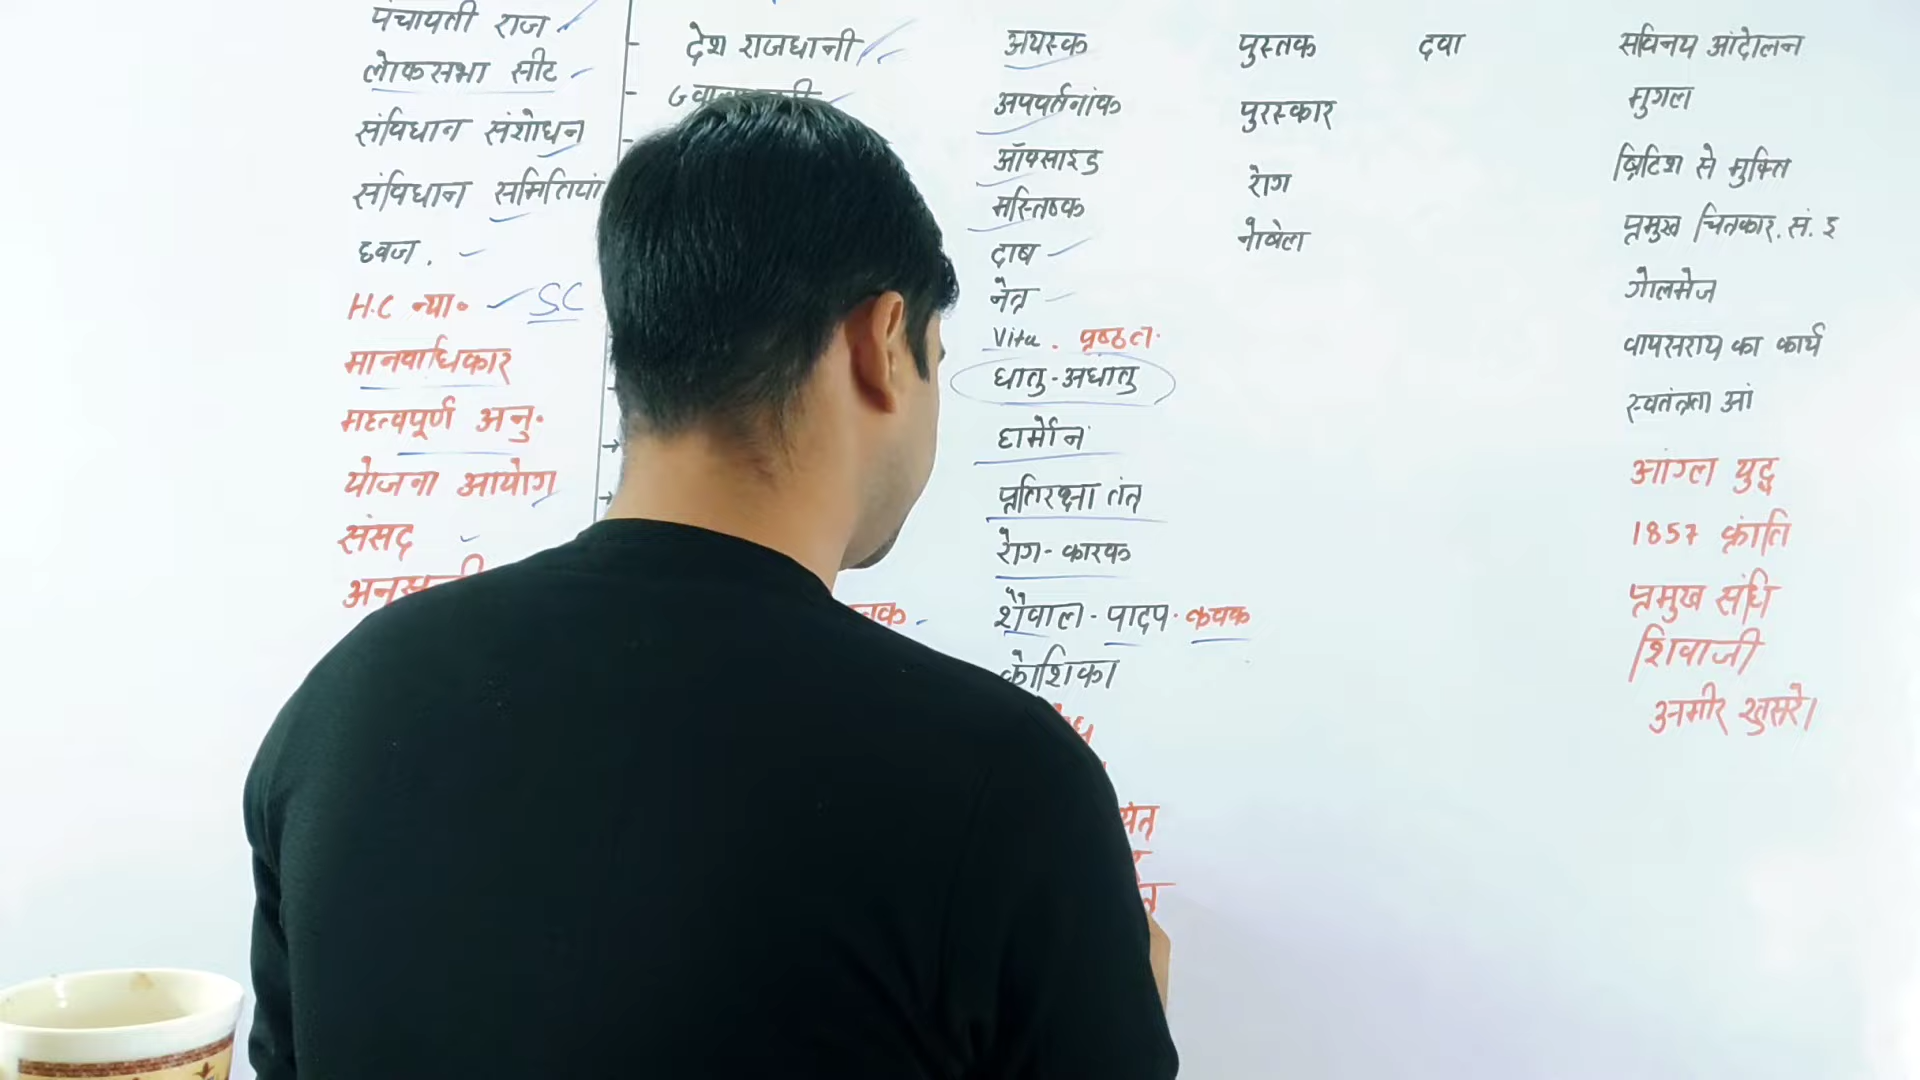 पंचायती राज
लोकसभा सीट
संविधान संशोधन
संविधान समितियां
ध्वज .
H.C न्या॰ SC
मानवाधिकार
महत्वपूर्ण अनु॰
योजना आयोग
संसद
देश राजधानी
अयस्क
अपवर्तनांक
ऑक्साइड
मस्तिष्क
दाब
नेत्र
Vita . पृष्ठत॰
धातु - अधातु
हार्मोन
प्रतिरक्षा तंत्र
रोग - कारक
शैवाल - पादप॰ कवक
कोशिका
पुस्तक
पुरस्कार
रोग
नोबेल
दवा
सविनय आंदोलन
मुगल
ब्रिटिश से मुक्ति
प्रमुख चित्रकार. सं. इ
गोलमेज
वायसराय का कार्य
स्वतंत्रता आं
आंग्ल युद्ध
1857 क्रांति
प्रमुख संधि
शिवाजी
अमीर खुसरो